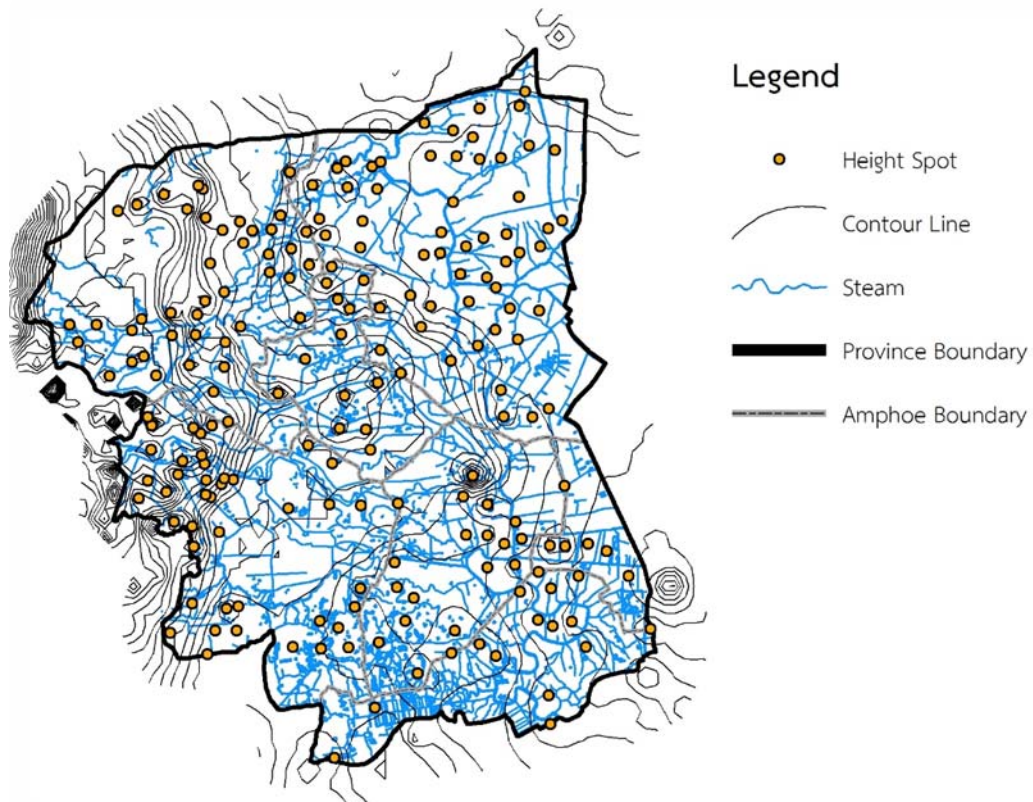 Legend
Height Spot
Contour Line
Steam
Province Boundary
Amphoe Boundary